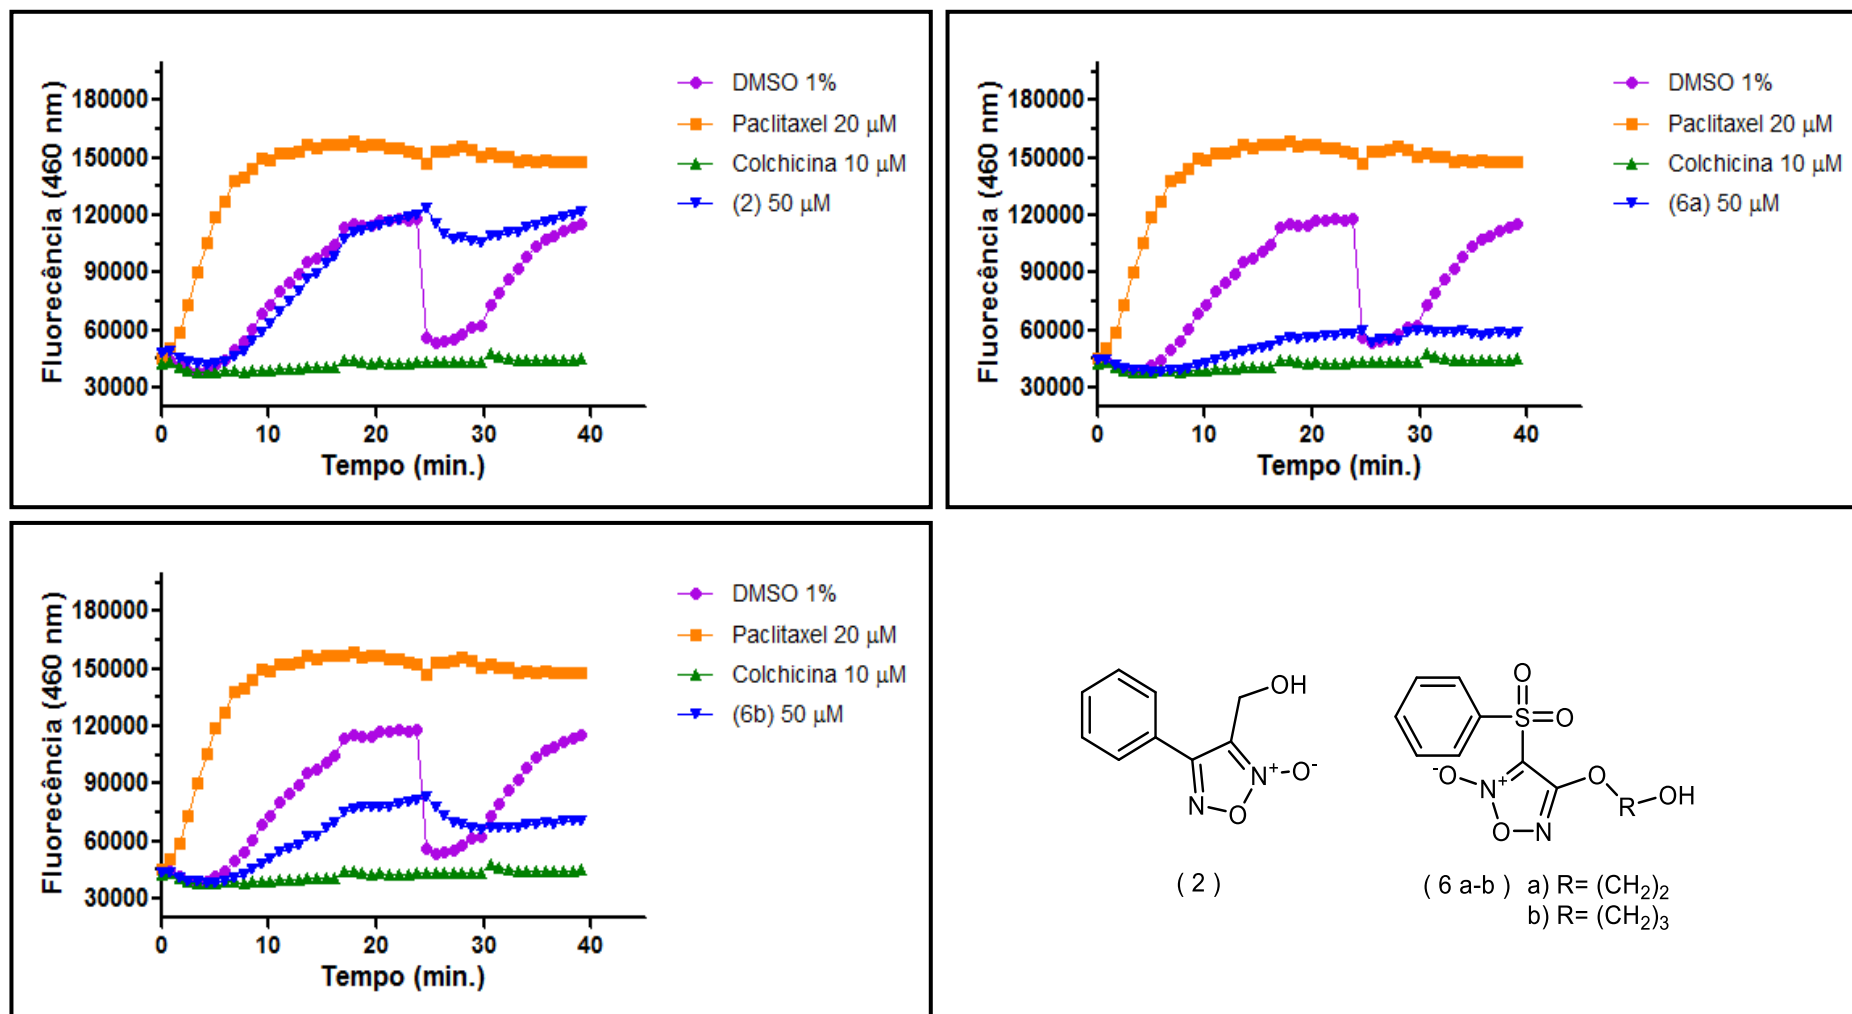 Fluorecência (460 nm)
180000
150000
120000
90000
60000
30000
0 10 20 30 40
Tempo (min.)
DMSO 1%
Paclitaxel 20 µM
Colchicina 10 µM
(2) 50 µM
Fluorecência (460 nm)
180000
150000
120000
90000
60000
30000
0 10 20 30 40
Tempo (min.)
DMSO 1%
Paclitaxel 20 µM
Colchicina 10 µM
(6a) 50 µM
Fluorecência (460 nm)
180000
150000
120000
90000
60000
30000
0 10 20 30 40
Tempo (min.)
DMSO 1%
Paclitaxel 20 µM
Colchicina 10 µM
(6b) 50 µM
OH
N+ O-
N O
( 2 )
O
S O
-O N+ O R OH
O N
( 6 a-b ) a) R= (CH2)2
b) R= (CH2)3